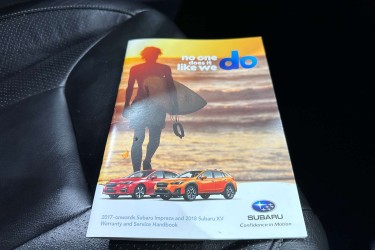 no one
does it
like we do
2017-onwards Subaru Impreza and 2018 Subaru XV
Warranty and Service Handbook
SUBARU
Confidence in Motion